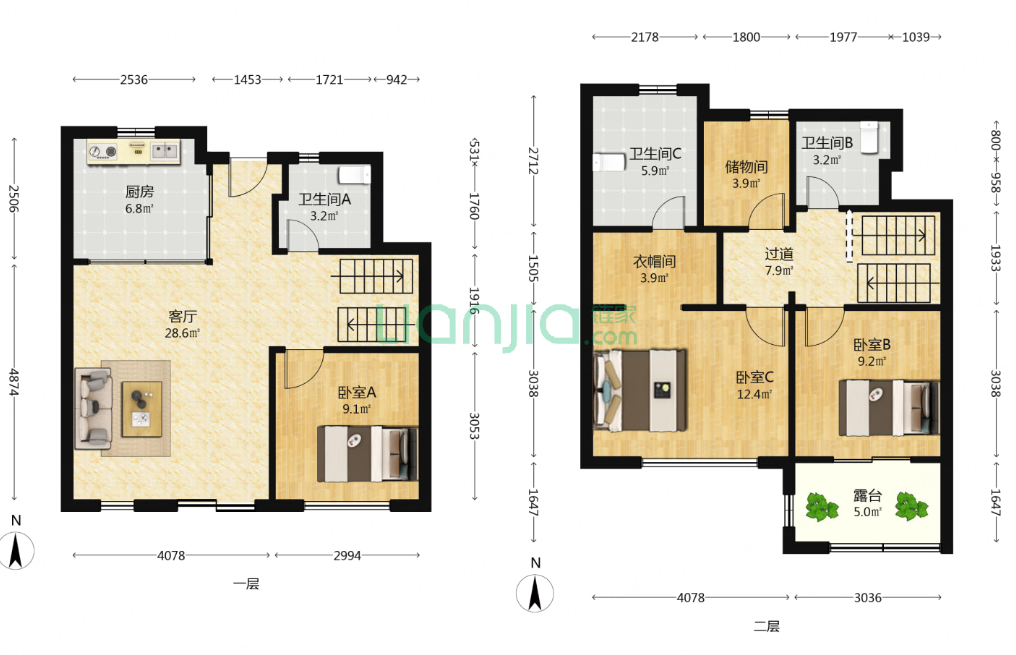 2536
1453
1721
942
2506
4874
531
1760
1916
3053
厨房
6.8㎡
卫生间A
3.2㎡
客厅
28.6㎡
卧室A
9.1㎡
N
4078
2994
一层
2178
1800
1977
1039
2712
1505
3038
1647
800
958
1933
3038
1647
卫生间C
5.9㎡
储物间
3.9㎡
卫生间B
3.2㎡
衣帽间
3.9㎡
过道
7.9㎡
卧室C
12.4㎡
卧室B
9.2㎡
露台
5.0㎡
lianjia.链家
.com
N
4078
3036
二层